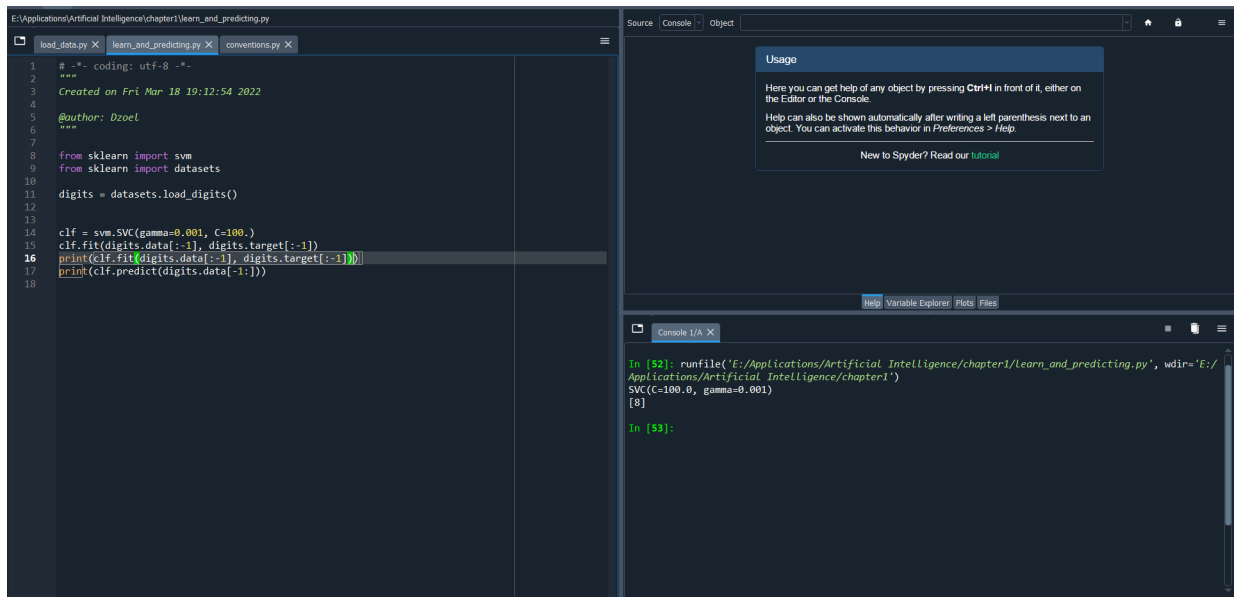 E:\Applications\Artificial Intelligence\chapter1\learn_and_predicting.py
load_data.py
learn_and_predicting.py
conventions.py
1 # -*- coding: utf-8 -*-
2 """
3 Created on Fri Mar 18 19:12:54 2022
4
5 @author: Dzoel
6 """
7
8 from sklearn import svm
9 from sklearn import datasets
10
11 digits = datasets.load_digits()
12
13
14 clf = svm.SVC(gamma=0.001, C=100.)
15 clf.fit(digits.data[:-1], digits.target[:-1])
16 print(clf.fit(digits.data[:-1], digits.target[:-1]))
17 print(clf.predict(digits.data[-1:]))
18
Source Console Object
Usage
Here you can get help of any object by pressing Ctrl+I in front of it, either on
the Editor or the Console.
Help can also be shown automatically after writing a left parenthesis next to an
object. You can activate this behavior in Preferences > Help.
New to Spyder? Read our tutorial
Help Variable Explorer Plots Files
Console 1/A
In [52]: runfile('E:/Applications/Artificial Intelligence/chapter1/learn_and_predicting.py', wdir='E:/
Applications/Artificial Intelligence/chapter1')
SVC(C=100.0, gamma=0.001)
[8]
In [53]: